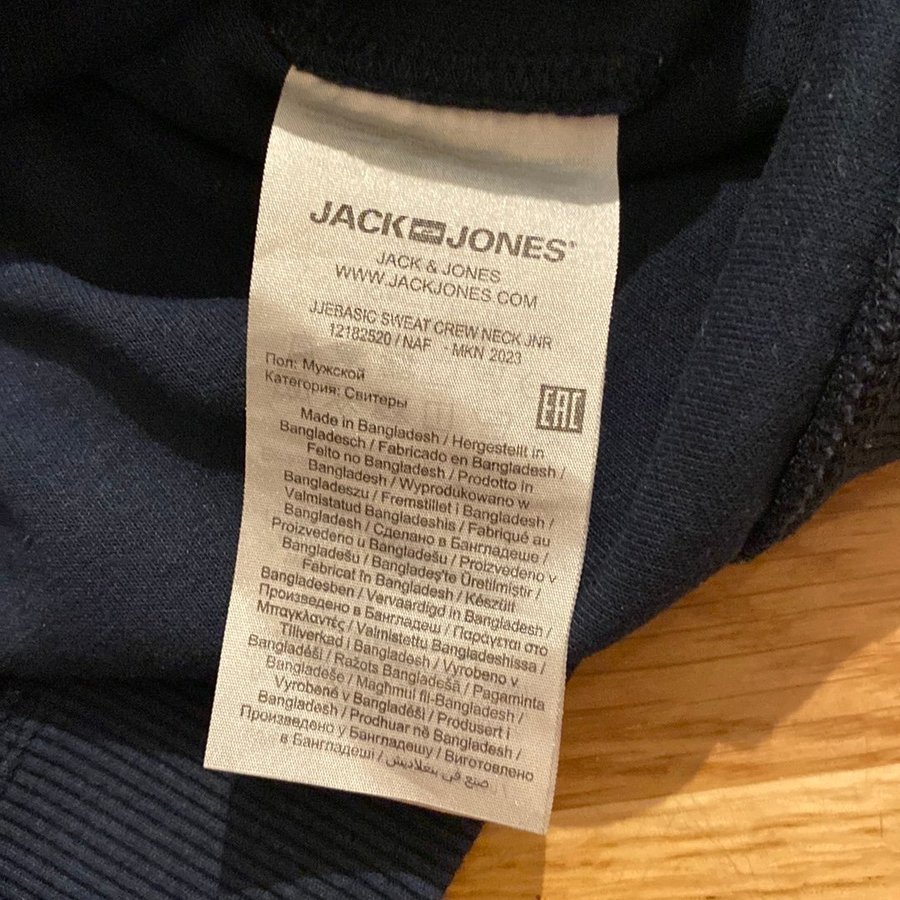 JACK JONES®
JACK & JONES
WWW.JACKJONES.COM
JJEBASIC SWEAT CREW NECK JNR
12182520 / NAF - MKN 2023
Пол: Мужской
Категория: Свитеры
EAC
Made in Bangladesh / Hergestellt in
Bangladesch / Fabricado en Bangladesh /
Feito no Bangladesh / Prodotto in
Bangladesh / Wyprodukowano w
Bangladeszu / Fremstillet i Bangladesh /
Valmistatud Bangladeshis / Fabriqué au
Bangladesh / Сделано в Бангладеше /
Proizvedeno u Bangladešu / Proizvedeno v
Bangladešu / Bangladeş'te Üretilmiştir /
Fabricat în Bangladesh / Készült
Bangladesben / Vervaardigd in Bangladesh /
Произведено в Бангладеш / Παράγεται στο
Μπαγκλαντές / Valmistettu Bangladeshissa /
Tillverkad i Bangladesh / Vyrobeno v
Bangladéši / Ražots Bangladešā / Pagaminta
Bangladeše / Maghmul fil-Bangladesh /
Vyrobené v Bangladéši / Produsert i
Bangladesh / Prodhuar në Bangladesh /
Произведено у Бангладешу / Виготовлено
в Бангладеші / صنع في بنغلاديش